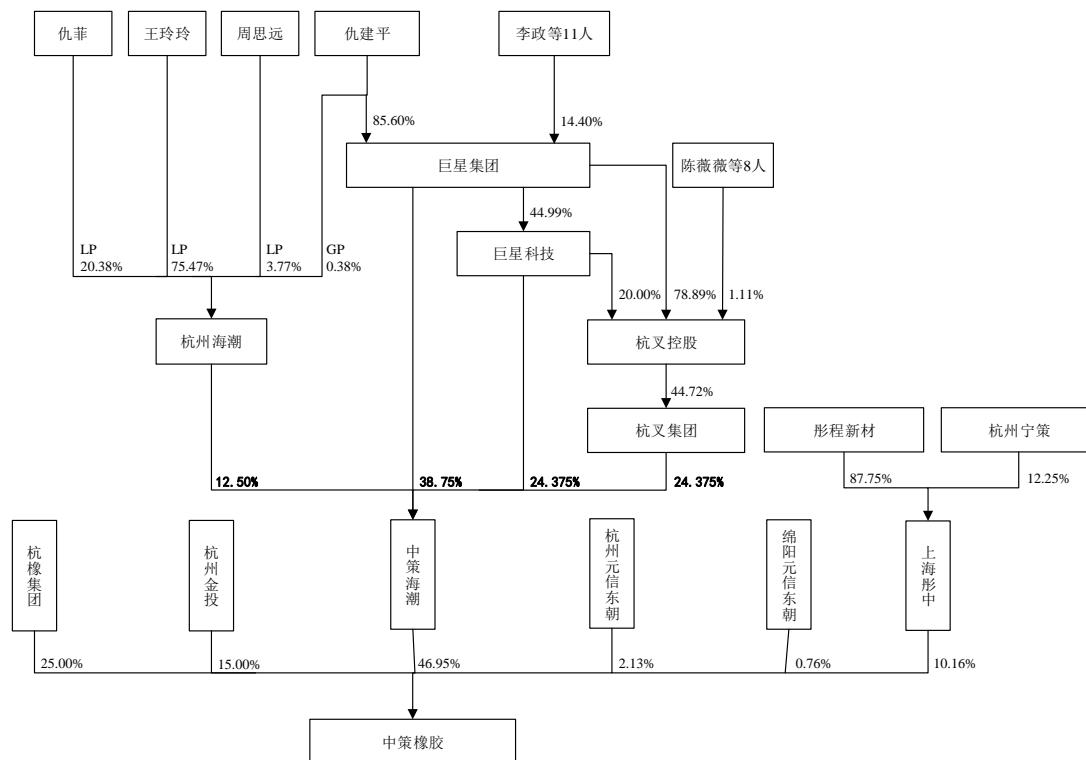 仇菲
王玲玲
周思远
仇建平
李政等11人
85.60%
14.40%
巨星集团
陈薇薇等8人
44.99%
巨星科技
LP
20.38%
LP
75.47%
LP
3.77%
GP
0.38%
20.00%
78.89%
1.11%
杭州海潮
杭叉控股
44.72%
杭叉集团
彤程新材
杭州宁策
12.50%
38.75%
24.375%
24.375%
87.75%
12.25%
杭橡集团
杭州金投
中策海潮
杭州元信东朝
绵阳元信东朝
上海彤中
25.00%
15.00%
46.95%
2.13%
0.76%
10.16%
中策橡胶